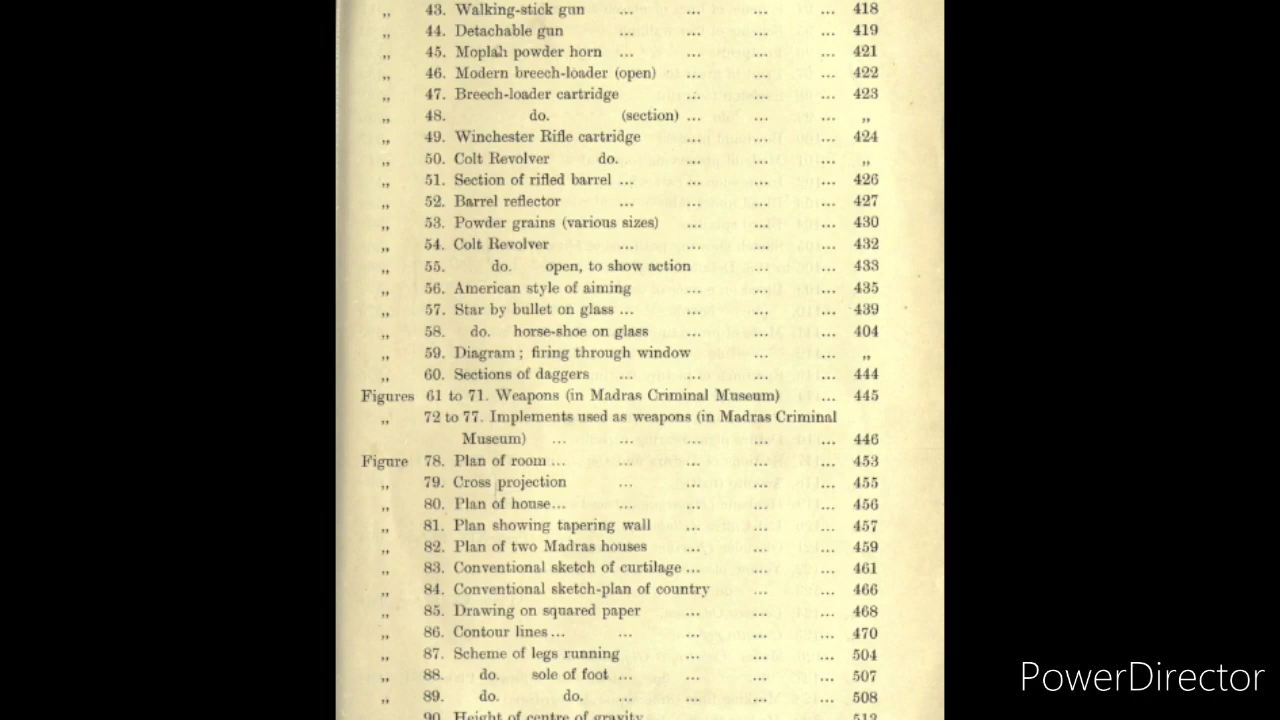 „ 43. Walking-stick gun ... ... ... ... 418
„ 44. Detachable gun ... ... ... ... 419
„ 45. Moplah powder horn ... ... ... ... 421
„ 46. Modern breech-loader (open) ... ... ... 422
„ 47. Breech-loader cartridge ... ... ... 423
„ 48. do. (section) ... ... ... „
„ 49. Winchester Rifle cartridge ... ... ... 424
„ 50. Colt Revolver do. ... ... ... „
„ 51. Section of rifled barrel ... ... ... ... 426
„ 52. Barrel reflector ... ... ... ... 427
„ 53. Powder grains (various sizes) ... ... ... 430
„ 54. Colt Revolver ... ... ... ... 432
„ 55. do. open, to show action ... ... 433
„ 56. American style of aiming ... ... ... 435
„ 57. Star by bullet on glass ... ... ... ... 439
„ 58. do. horse-shoe on glass ... ... ... 404
„ 59. Diagram ; firing through window ... ... „
„ 60. Sections of daggers ... ... ... ... 444
Figures 61 to 71. Weapons (in Madras Criminal Museum) ... 445
„ 72 to 77. Implements used as weapons (in Madras Criminal
Museum) ... ... ... ... ... 446
Figure 78. Plan of room ... ... ... ... ... 453
„ 79. Cross projection ... ... ... ... 455
„ 80. Plan of house... ... ... ... ... 456
„ 81. Plan showing tapering wall ... ... ... 457
„ 82. Plan of two Madras houses ... ... ... 459
„ 83. Conventional sketch of curtilage ... ... ... 461
„ 84. Conventional sketch-plan of country ... ... 466
„ 85. Drawing on squared paper ... ... ... 468
„ 86. Contour lines ... ... ... ... ... 470
„ 87. Scheme of legs running ... ... ... 504
„ 88. do. sole of foot ... ... ... ... 507
„ 89. do. do. ... ... ... ... 508
90. Height of centre of gravity 513
PowerDirector